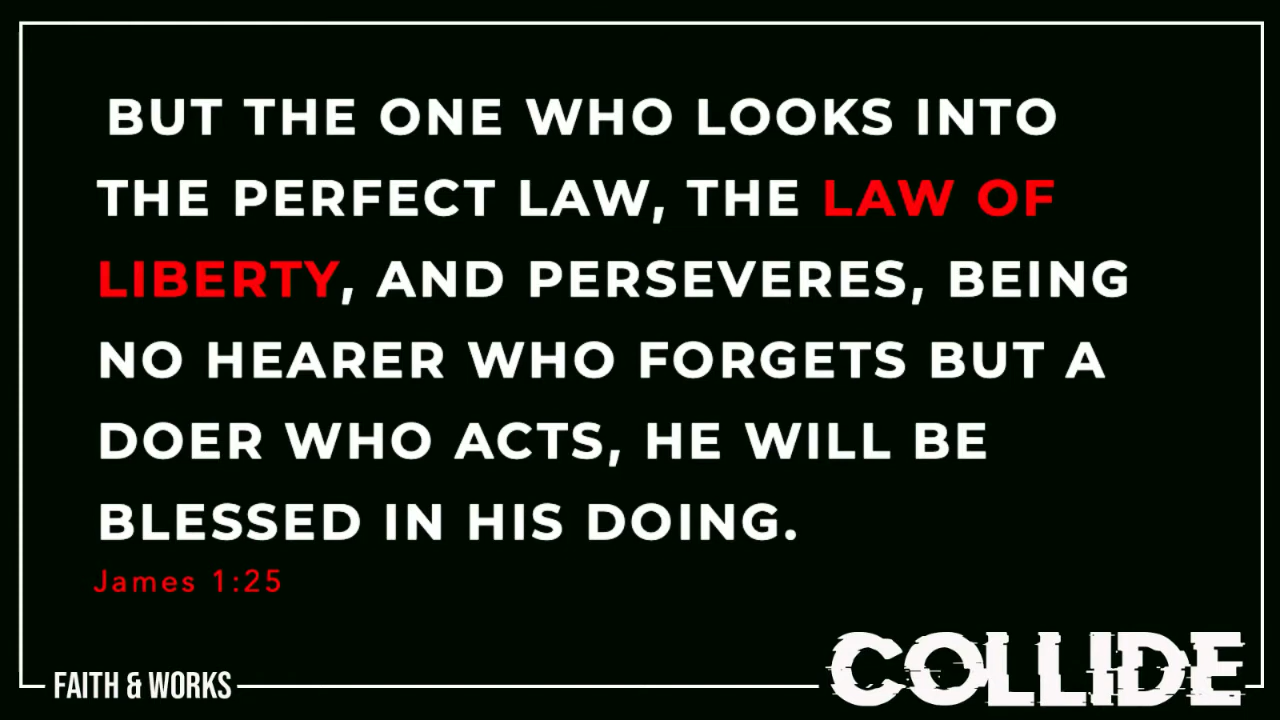 BUT THE ONE WHO LOOKS INTO
THE PERFECT LAW, THE LAW OF
LIBERTY, AND PERSEVERES, BEING
NO HEARER WHO FORGETS BUT A
DOER WHO ACTS, HE WILL BE
BLESSED IN HIS DOING.
James 1:25
FAITH & WORKS
COLLIDE